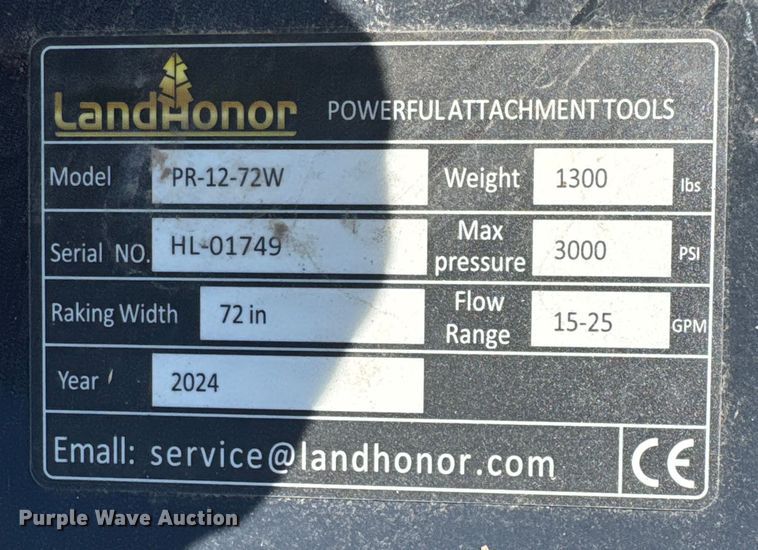 LandHonor POWERFUL ATTACHMENT TOOLS
Model PR-12-72W Weight 1300 lbs
Serial NO. HL-01749 Max pressure 3000 PSI
Raking Width 72 in Flow Range 15-25 GPM
Year 2024
Emall: service@landhonor.com CE
Purple Wave Auction